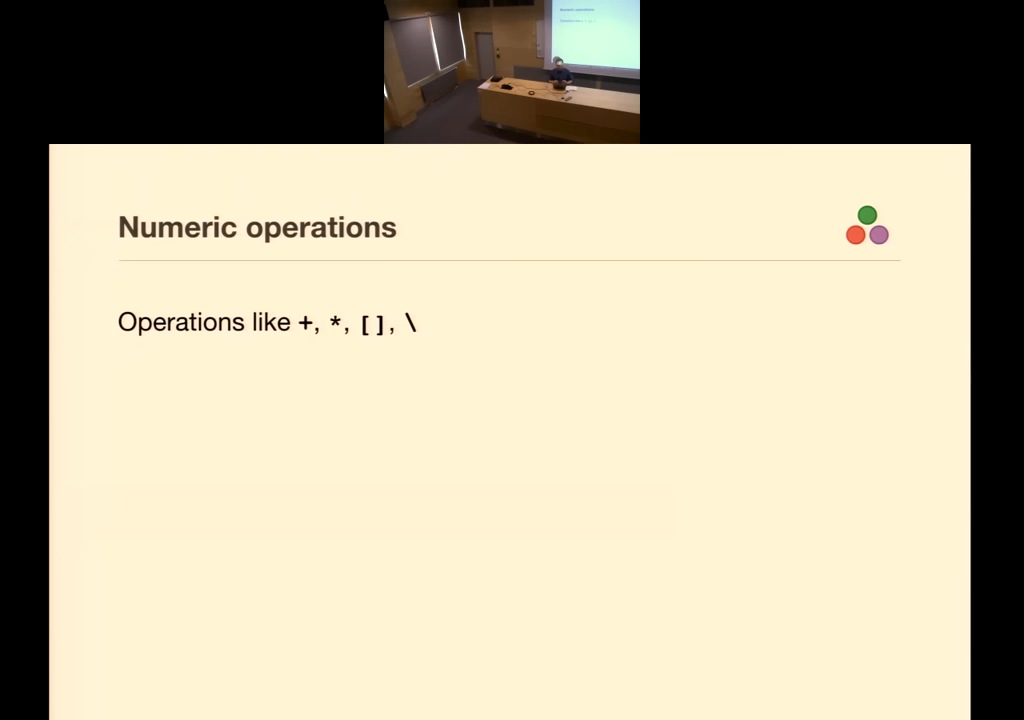 Numeric operations
Operations like +, *, [], \